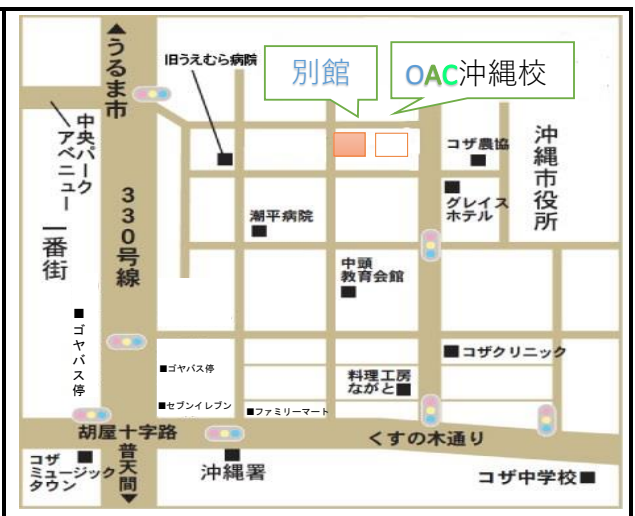 ▲うるま市
旧うえむら病院
別館
OAC沖縄校
中央パーク
アベニュー
一番街
330号線
コザ農協
沖縄市役所
グレイス
ホテル
潮平病院
中頭
教育会館
■ゴヤバス停
■ゴヤバス停
■セブンイレブン
■ファミリーマート
料理工房
ながと■
■コザクリニック
胡屋十字路
くすの木通り
コザ
ミュージック
タウン
普天間▼
沖縄署
コザ中学校■